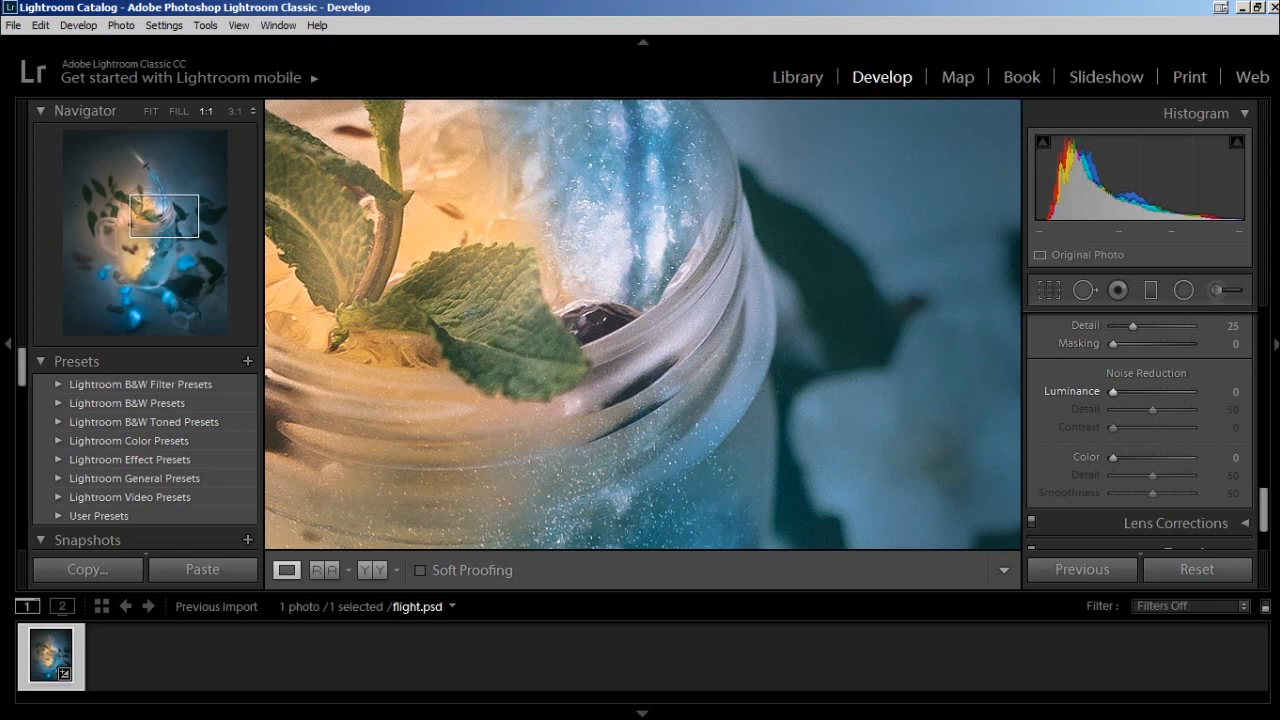 Lightroom Catalog - Adobe Photoshop Lightroom Classic - Develop
File Edit Develop Photo Settings Tools View Window Help
Lr
Adobe Lightroom Classic CC
Get started with Lightroom mobile
Library Develop Map Book Slideshow Print Web
Navigator FIT FILL 1:1 3:1
Presets
Lightroom B&W Filter Presets
Lightroom B&W Presets
Lightroom B&W Toned Presets
Lightroom Color Presets
Lightroom Effect Presets
Lightroom General Presets
Lightroom Video Presets
User Presets
Snapshots
Copy... Paste
Histogram
Original Photo
Detail 25
Masking 0
Noise Reduction
Luminance 0
Detail 50
Contrast 0
Color 0
Detail 50
Smoothness 50
Lens Corrections
Soft Proofing
Previous Reset
1 2 Previous Import 1 photo / 1 selected / flight.psd
Filter : Filters Off